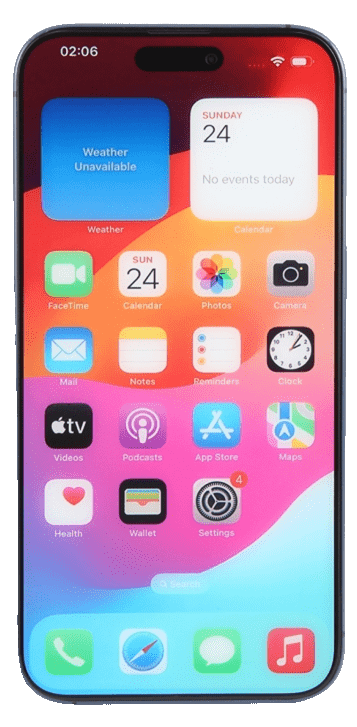 02:06
Weather
Unavailable
SUNDAY
24
No events today
Weather
Calendar
SUN
24
FaceTime
Calendar
Photos
Camera
Mail
Notes
Reminders
Clock
tv
Videos
Podcasts
App Store
Maps
4
Health
Wallet
Settings
Search